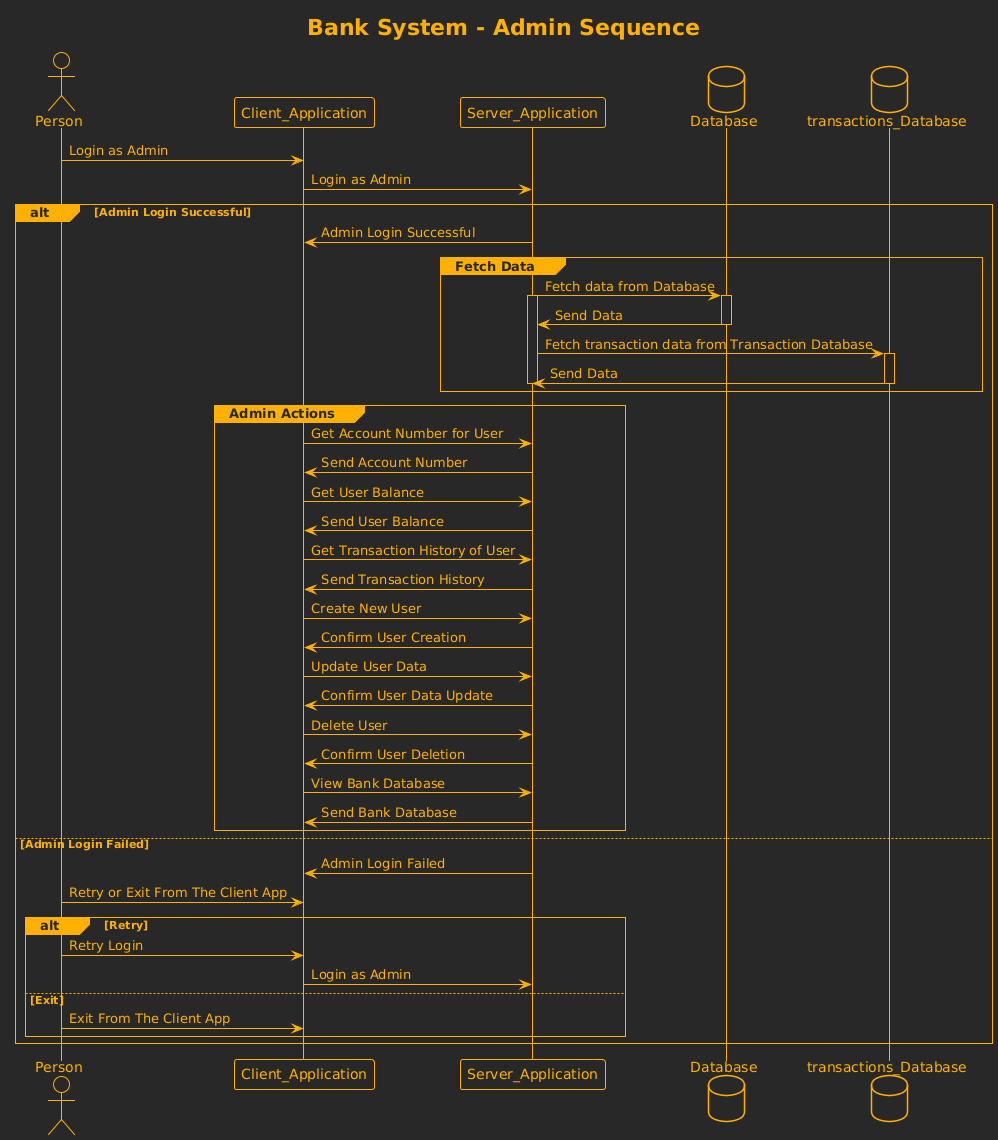 Bank System - Admin Sequence
Person
Client_Application
Server_Application
Database
transactions_Database
Login as Admin
Login as Admin
alt [Admin Login Successful]
Admin Login Successful
Fetch Data
Fetch data from Database
Send Data
Fetch transaction data from Transaction Database
Send Data
Admin Actions
Get Account Number for User
Send Account Number
Get User Balance
Send User Balance
Get Transaction History of User
Send Transaction History
Create New User
Confirm User Creation
Update User Data
Confirm User Data Update
Delete User
Confirm User Deletion
View Bank Database
Send Bank Database
[Admin Login Failed]
Admin Login Failed
Retry or Exit From The Client App
alt [Retry]
Retry Login
Login as Admin
[Exit]
Exit From The Client App
Person
Client_Application
Server_Application
Database
transactions_Database